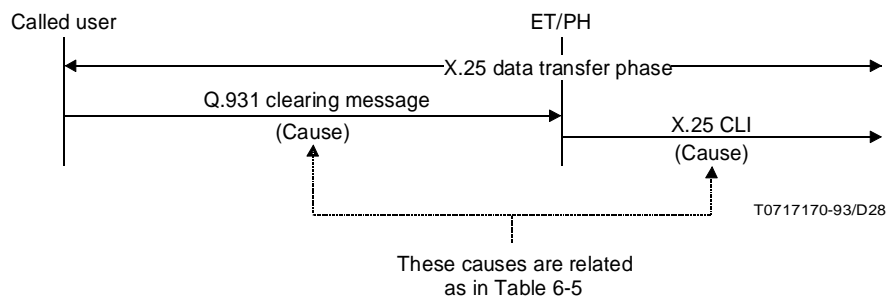 Called user
ET/PH
X.25 data transfer phase
Q.931 clearing message
(Cause)
X.25 CLI
(Cause)
T0717170-93/D28
These causes are related
as in Table 6-5